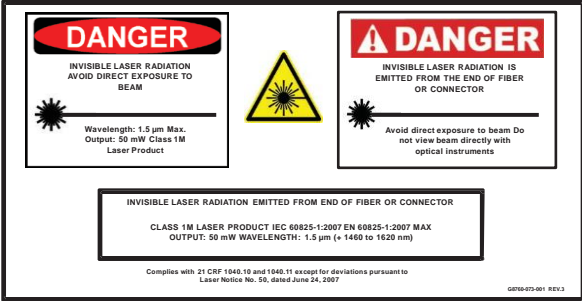 DANGER
INVISIBLE LASER RADIATION
AVOID DIRECT EXPOSURE TO
BEAM
Wavelength: 1.5 µm Max.
Output: 50 mW Class 1M
Laser Product
DANGER
INVISIBLE LASER RADIATION IS
EMITTED FROM THE END OF FIBER
OR CONNECTOR
Avoid direct exposure to beam Do
not view beam directly with
optical instruments
INVISIBLE LASER RADIATION EMITTED FROM END OF FIBER OR CONNECTOR
CLASS 1M LASER PRODUCT IEC 60825-1:2007 EN 60825-1:2007 MAX
OUTPUT: 50 mW WAVELENGTH: 1.5 µm (+ 1460 to 1620 nm)
Complies with 21 CRF 1040.10 and 1040.11 except for deviations pursuant to
Laser Notice No. 50, dated June 24, 2007
G8760-073-001 REV.3